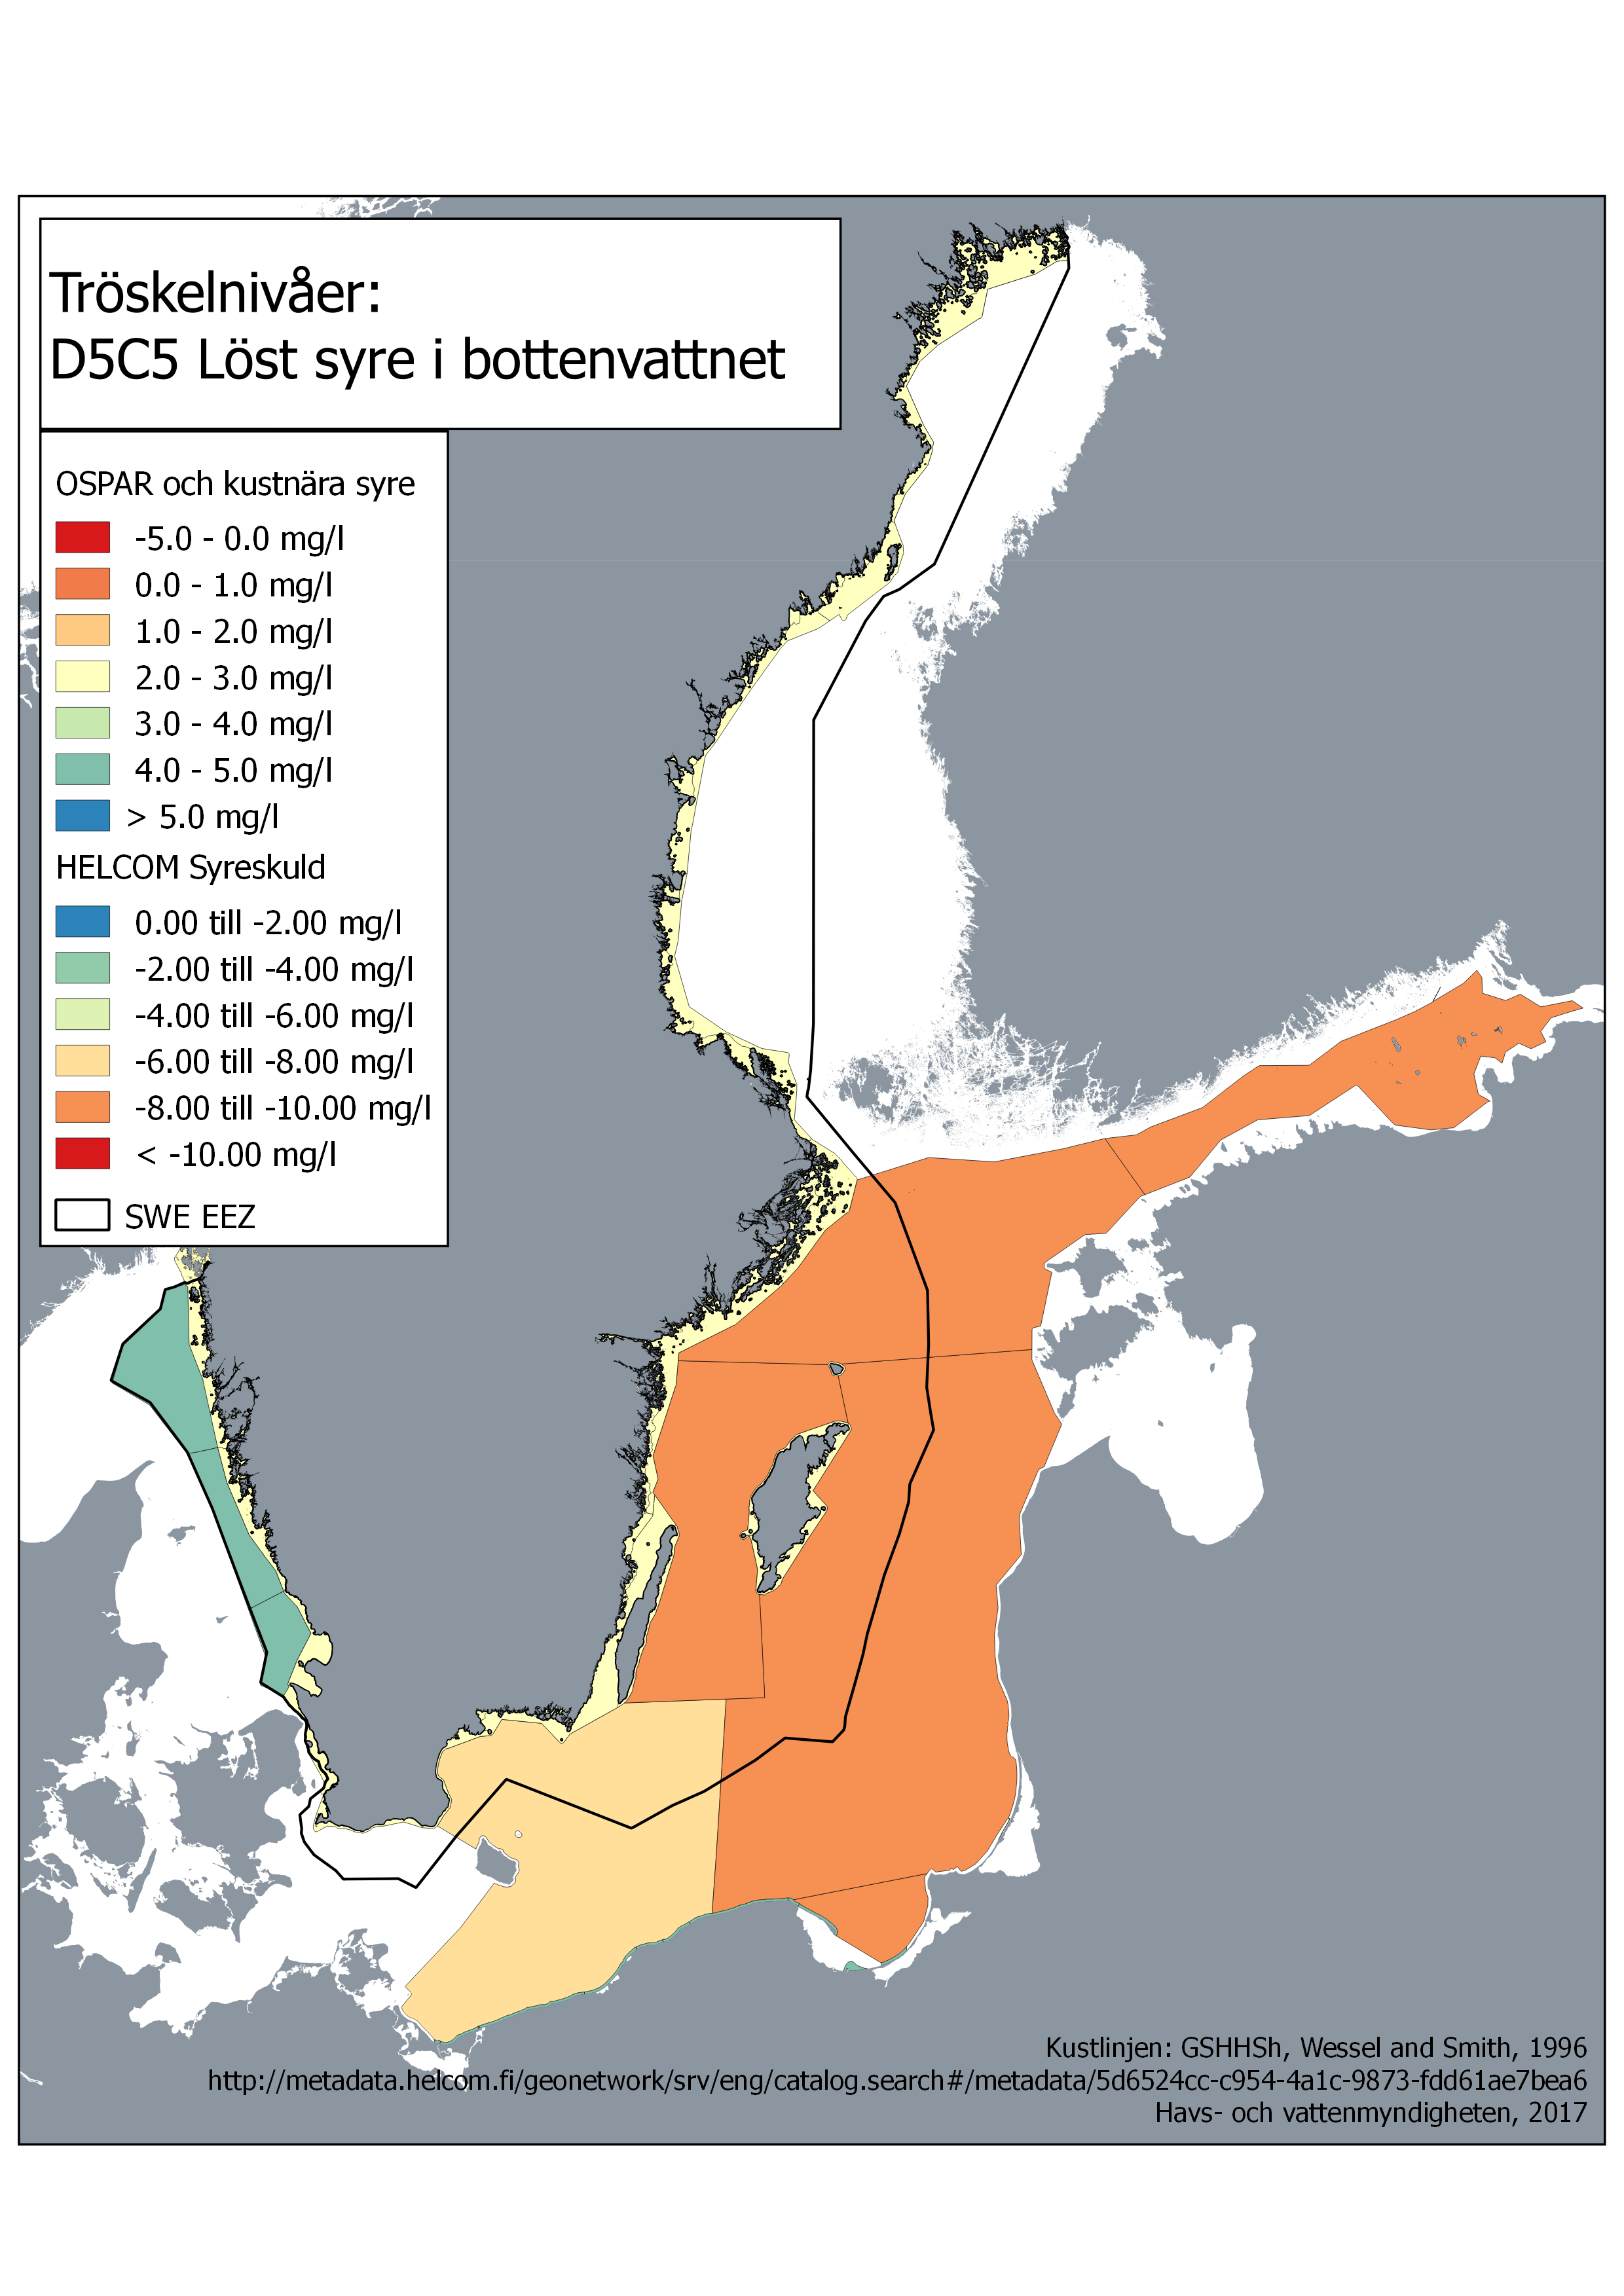 Tröskelnivåer:
D5C5 Löst syre i bottenvattnet
OSPAR och kustnära syre
-5.0 - 0.0 mg/l
0.0 - 1.0 mg/l
1.0 - 2.0 mg/l
2.0 - 3.0 mg/l
3.0 - 4.0 mg/l
4.0 - 5.0 mg/l
> 5.0 mg/l
HELCOM Syreskuld
0.00 till -2.00 mg/l
-2.00 till -4.00 mg/l
-4.00 till -6.00 mg/l
-6.00 till -8.00 mg/l
-8.00 till -10.00 mg/l
< -10.00 mg/l
SWE EEZ
Kustlinjen: GSHHSh, Wessel and Smith, 1996
http://metadata.helcom.fi/geonetwork/srv/eng/catalog.search#/metadata/5d6524cc-c954-4a1c-9873-fdd61ae7bea6
Havs- och vattenmyndigheten, 2017